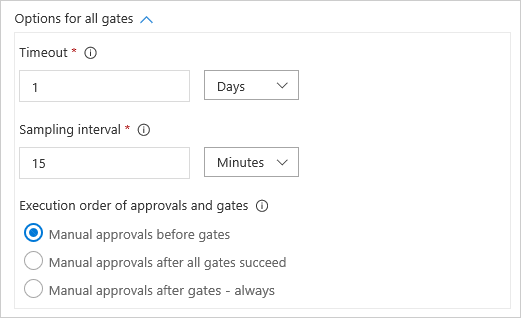 Options for all gates
Timeout *
1 Days
Sampling interval *
15 Minutes
Execution order of approvals and gates
Manual approvals before gates
Manual approvals after all gates succeed
Manual approvals after gates - always